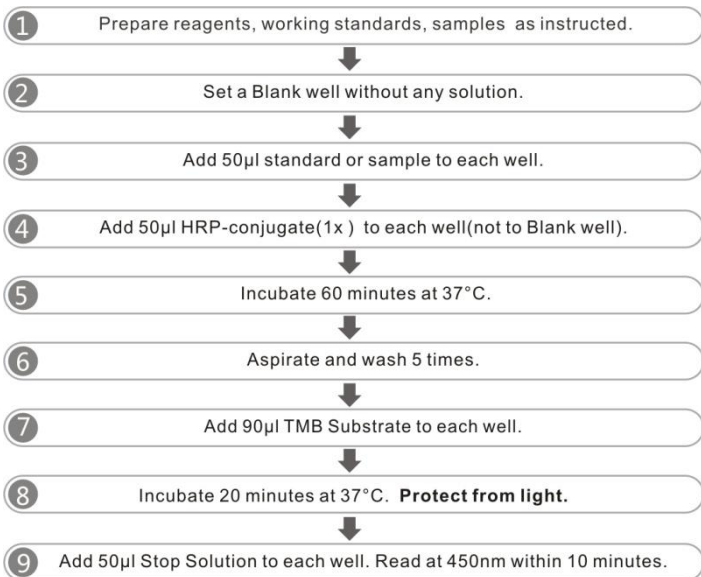 1 Prepare reagents, working standards, samples as instructed.
2 Set a Blank well without any solution.
3 Add 50μl standard or sample to each well.
4 Add 50μl HRP-conjugate(1x ) to each well(not to Blank well).
5 Incubate 60 minutes at 37°C.
6 Aspirate and wash 5 times.
7 Add 90μl TMB Substrate to each well.
8 Incubate 20 minutes at 37°C. Protect from light.
9 Add 50μl Stop Solution to each well. Read at 450nm within 10 minutes.